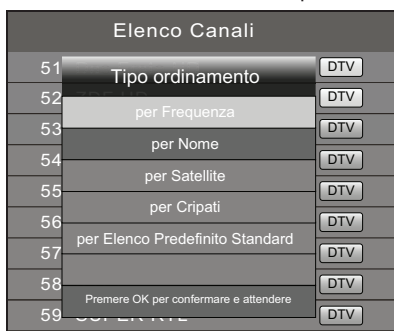 Elenco Canali
51 DTV
Tipo ordinamento
52 DTV
per Frequenza
53 DTV
per Nome
54 DTV
per Satellite
55 DTV
per Cripati
56 DTV
per Elenco Predefinito Standard
57 DTV
58 DTV
Premere OK per confermare e attendere
59 DTV